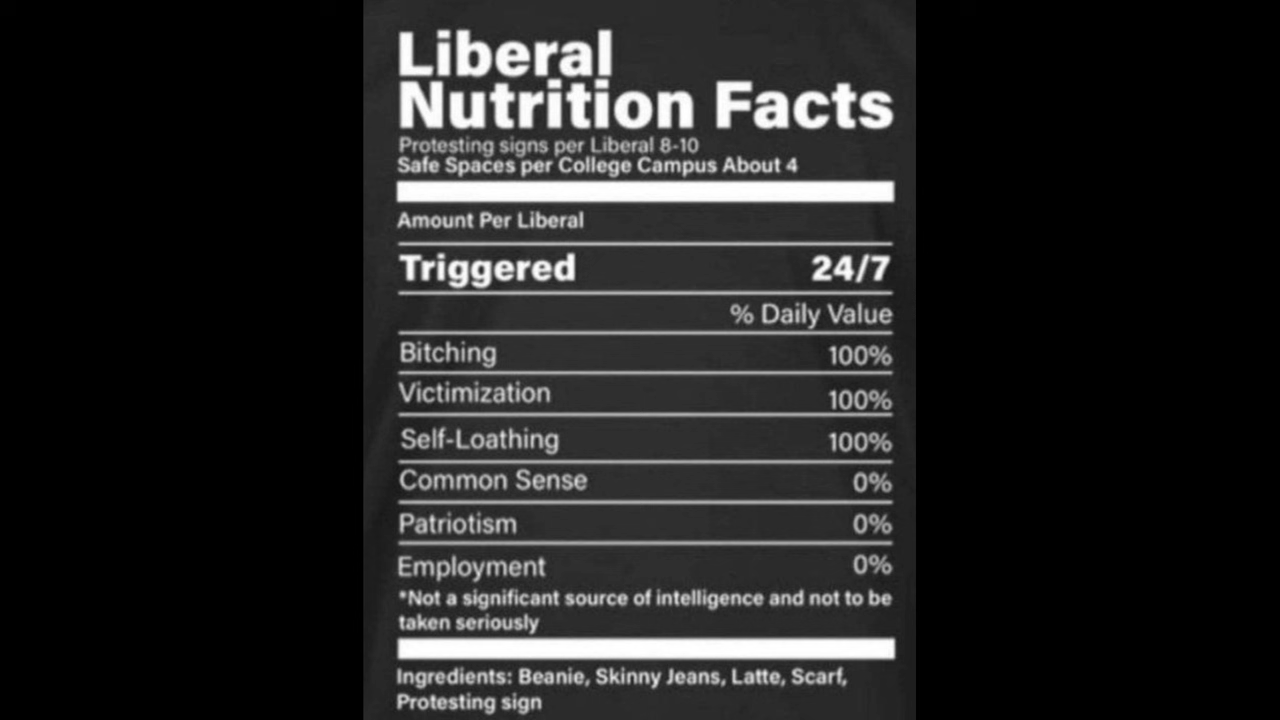 Liberal
Nutrition Facts
Protesting signs per Liberal 8-10
Safe Spaces per College Campus About 4
Amount Per Liberal
Triggered 24/7
% Daily Value
Bitching 100%
Victimization 100%
Self-Loathing 100%
Common Sense 0%
Patriotism 0%
Employment 0%
*Not a significant source of intelligence and not to be
taken seriously
Ingredients: Beanie, Skinny Jeans, Latte, Scarf,
Protesting sign